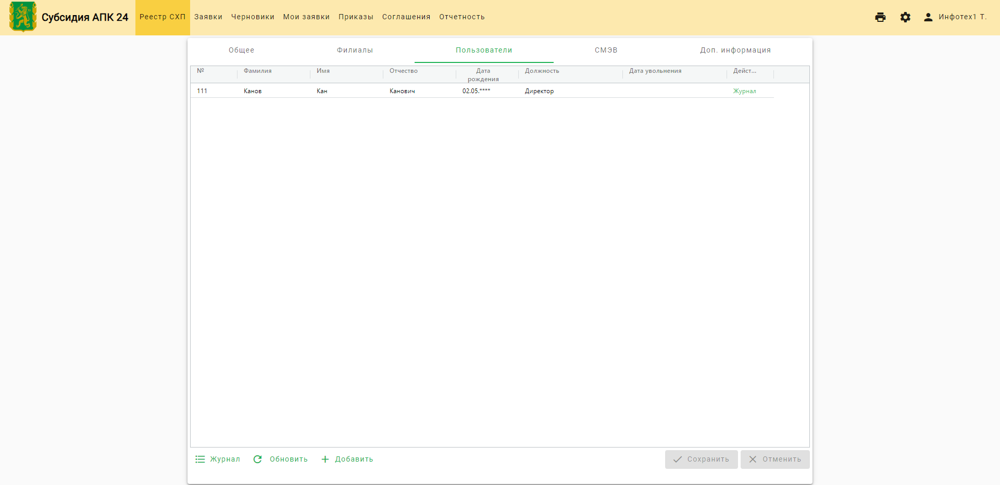 Субсидия АПК 24
Реестр СХП
Заявки
Черновики
Мои заявки
Приказы
Соглашения
Отчетность
Инфотех1 Т.
Общее
Филиалы
Пользователи
СМЭВ
Доп. информация
№
Фамилия
Имя
Отчество
Дата
рождения
Должность
Дата увольнения
Дейст...
111
Канов
Кан
Канович
02.05.****
Директор
Журнал
Журнал
Обновить
Добавить
Сохранить
Отменить